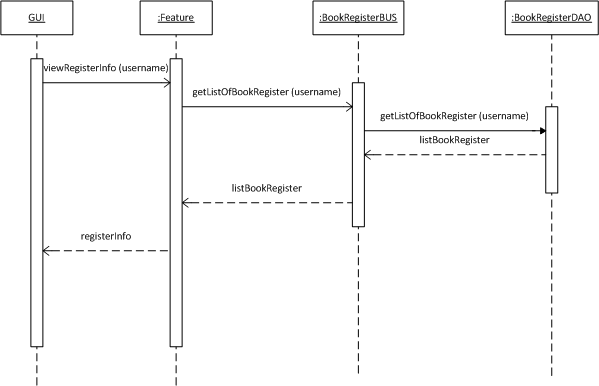 GUI
:Feature
:BookRegisterBUS
:BookRegisterDAO
viewRegisterInfo (username)
getListOfBookRegister (username)
getListOfBookRegister (username)
listBookRegister
listBookRegister
registerInfo